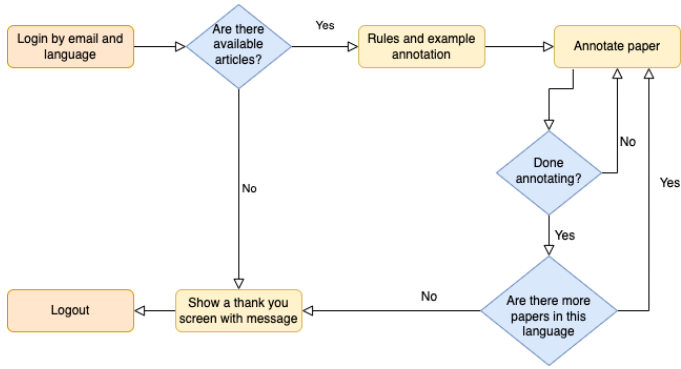 Login by email and
language
Are there
available
articles?
Yes
Rules and example
annotation
Annotate paper
No
Done
annotating?
No
Yes
Yes
Are there more
papers in this
language
No
Show a thank you
screen with message
Logout